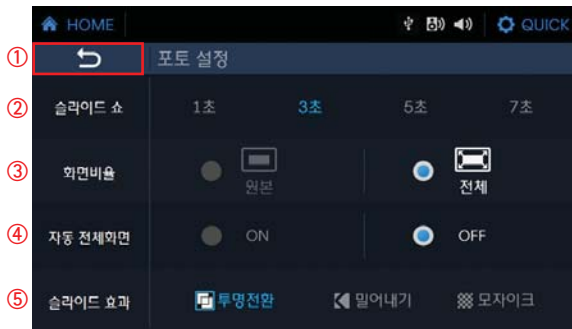 HOME QUICK
① 포토 설정
② 슬라이드 쇼 1초 3초 5초 7초
③ 화면비율 원본 전체
④ 자동 전체화면 ON OFF
⑤ 슬라이드 효과 투명전환 밀어내기 모자이크